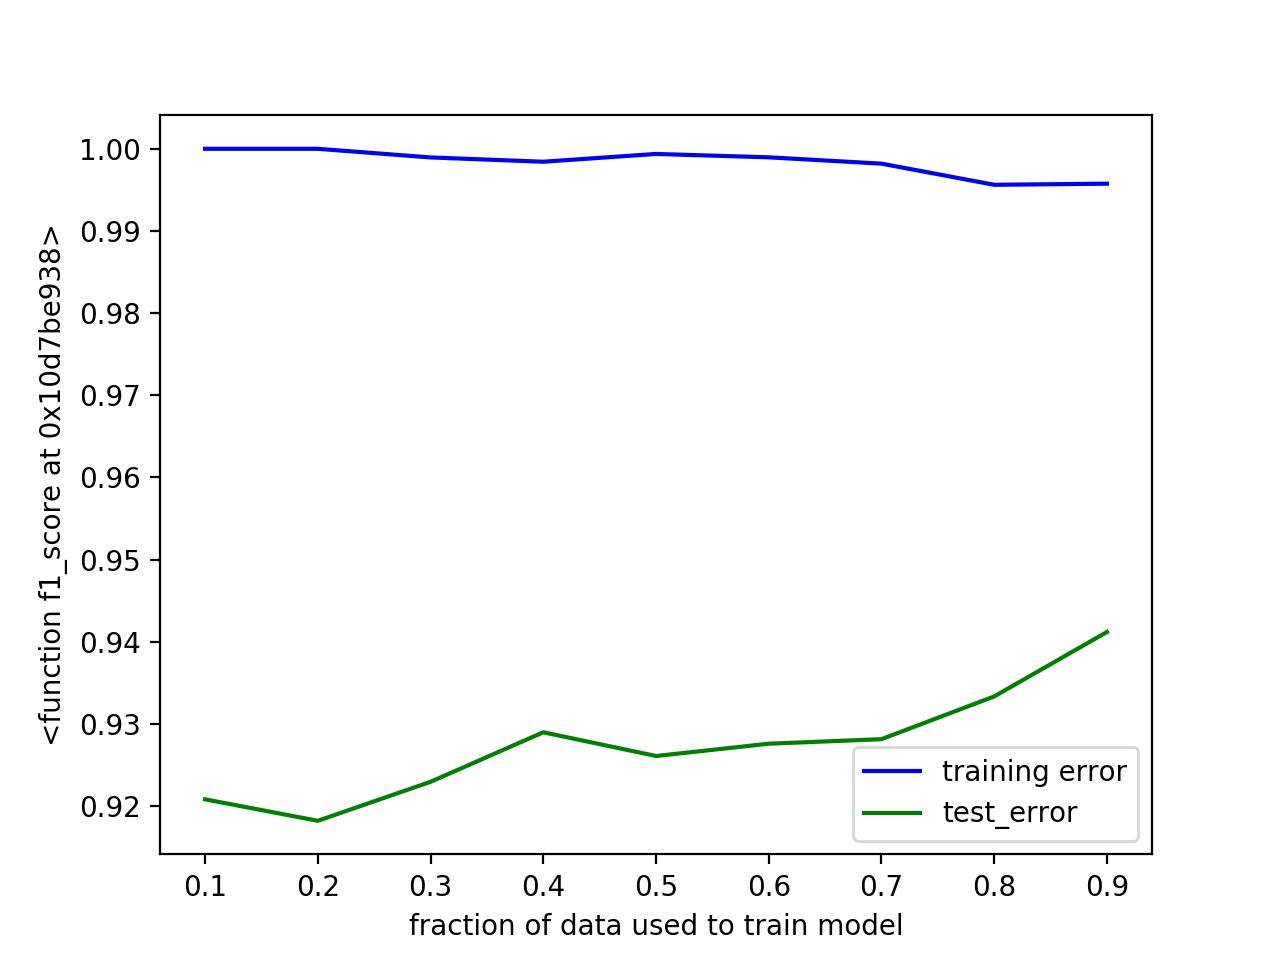 <function f1_score at 0x10d7be938>
1.00
0.99
0.98
0.97
0.96
0.95
0.94
0.93
0.92
training error
test_error
0.1 0.2 0.3 0.4 0.5 0.6 0.7 0.8 0.9
fraction of data used to train model